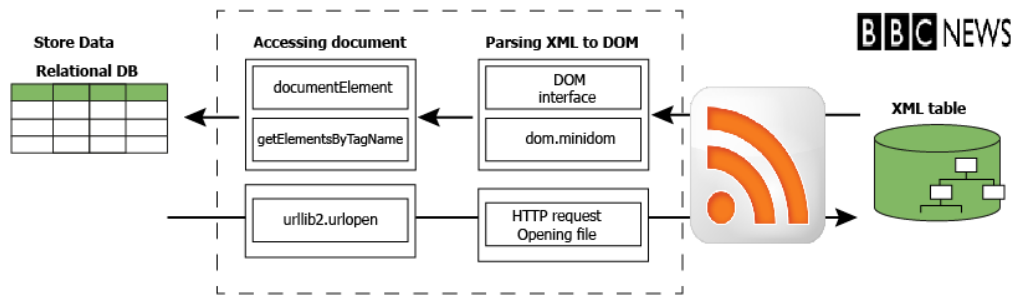 Store Data
Relational DB
Accessing document
documentElement
getElementsByTagName
urllib2.urlopen
Parsing XML to DOM
DOM
interface
dom.minidom
HTTP request
Opening file
BBC NEWS
XML table